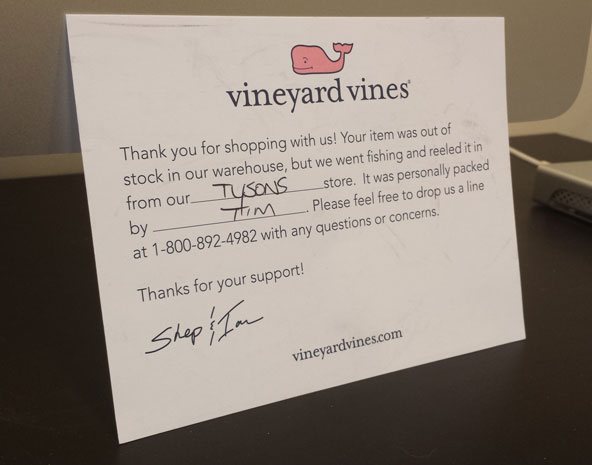 vineyard vines®
Thank you for shopping with us! Your item was out of
stock in our warehouse, but we went fishing and reeled it in
from our TYSONS store. It was personally packed
by TIM. Please feel free to drop us a line
at 1-800-892-4982 with any questions or concerns.
Thanks for your support!
Shep & Ian
vineyardvines.com